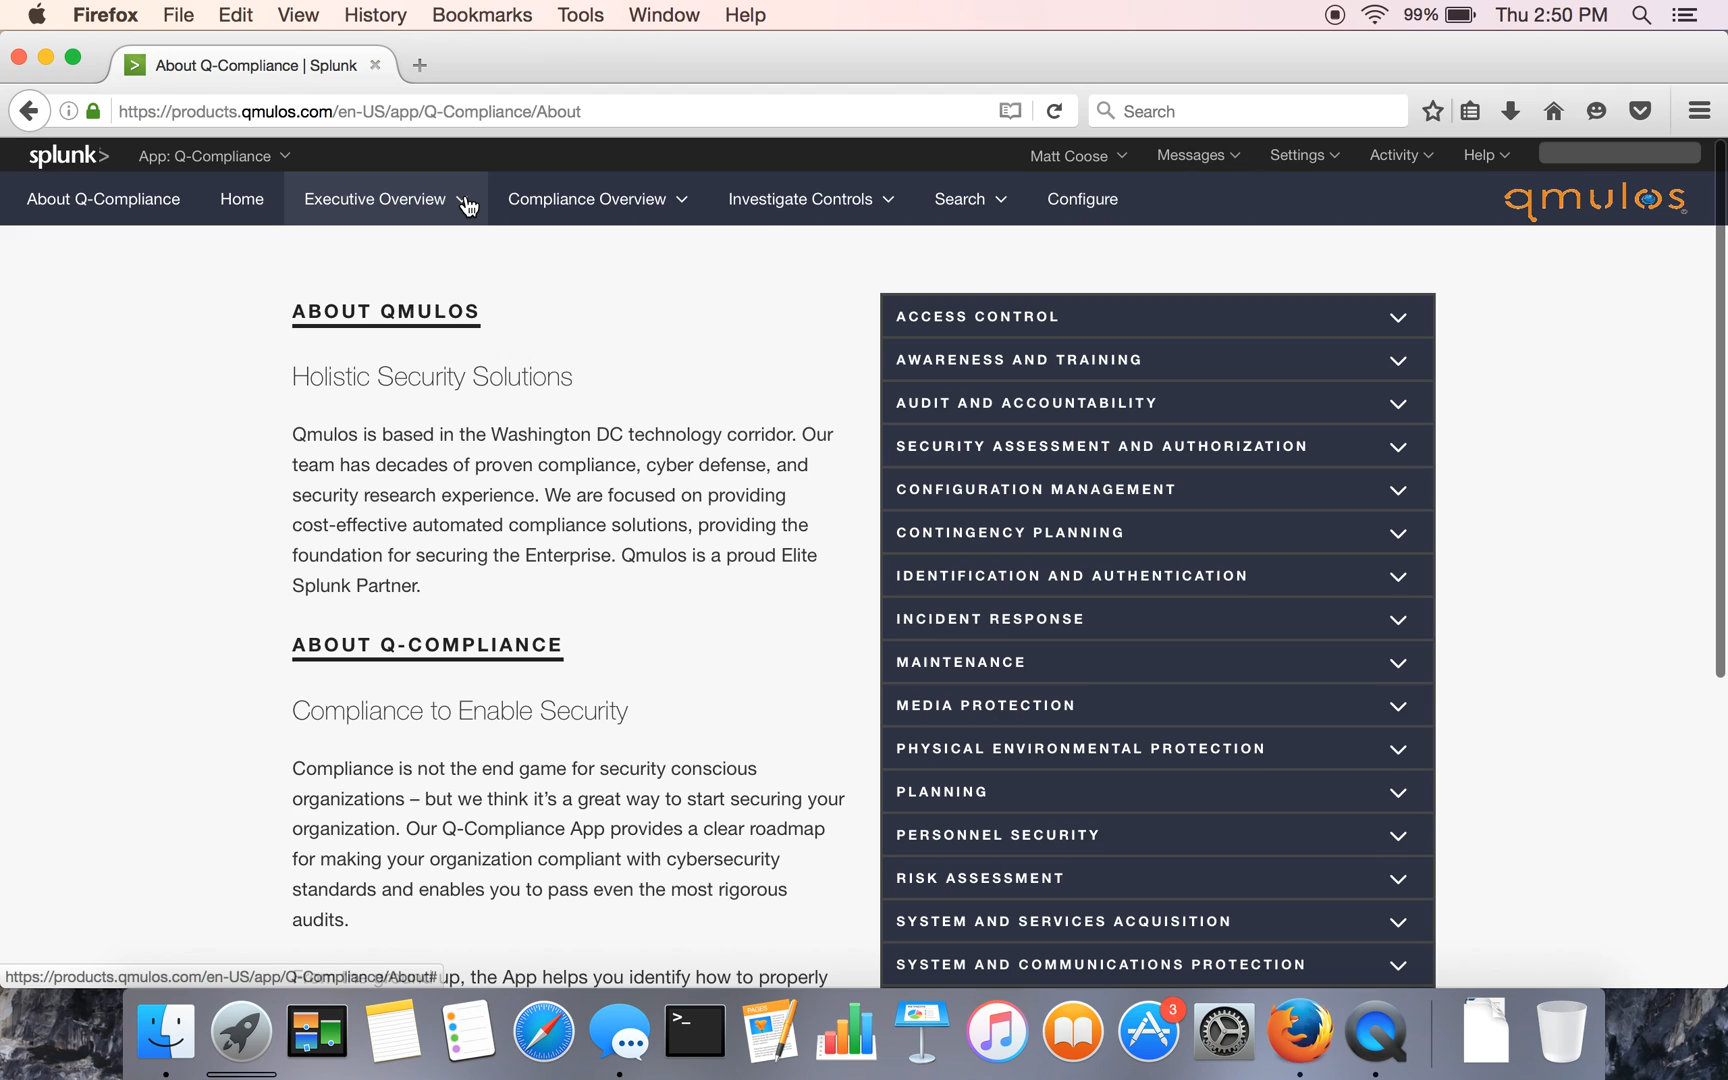 Firefox File Edit View History Bookmarks Tools Window Help 99% Thu 2:50 PM
About Q-Compliance | Splunk
https://products.qmulos.com/en-US/app/Q-Compliance/About Search
splunk> App: Q-Compliance Matt Coose Messages Settings Activity Help
About Q-Compliance Home Executive Overview Compliance Overview Investigate Controls Search Configure qmulos
ABOUT QMULOS
Holistic Security Solutions
Qmulos is based in the Washington DC technology corridor. Our
team has decades of proven compliance, cyber defense, and
security research experience. We are focused on providing
cost-effective automated compliance solutions, providing the
foundation for securing the Enterprise. Qmulos is a proud Elite
Splunk Partner.
ABOUT Q-COMPLIANCE
Compliance to Enable Security
Compliance is not the end game for security conscious
organizations – but we think it's a great way to start securing your
organization. Our Q-Compliance App provides a clear roadmap
for making your organization compliant with cybersecurity
standards and enables you to pass even the most rigorous
audits.
up, the App helps you identify how to properly
ACCESS CONTROL
AWARENESS AND TRAINING
AUDIT AND ACCOUNTABILITY
SECURITY ASSESSMENT AND AUTHORIZATION
CONFIGURATION MANAGEMENT
CONTINGENCY PLANNING
IDENTIFICATION AND AUTHENTICATION
INCIDENT RESPONSE
MAINTENANCE
MEDIA PROTECTION
PHYSICAL ENVIRONMENTAL PROTECTION
PLANNING
PERSONNEL SECURITY
RISK ASSESSMENT
SYSTEM AND SERVICES ACQUISITION
SYSTEM AND COMMUNICATIONS PROTECTION
https://products.qmulos.com/en-US/app/Q-Compliance/About#
PAGES
3